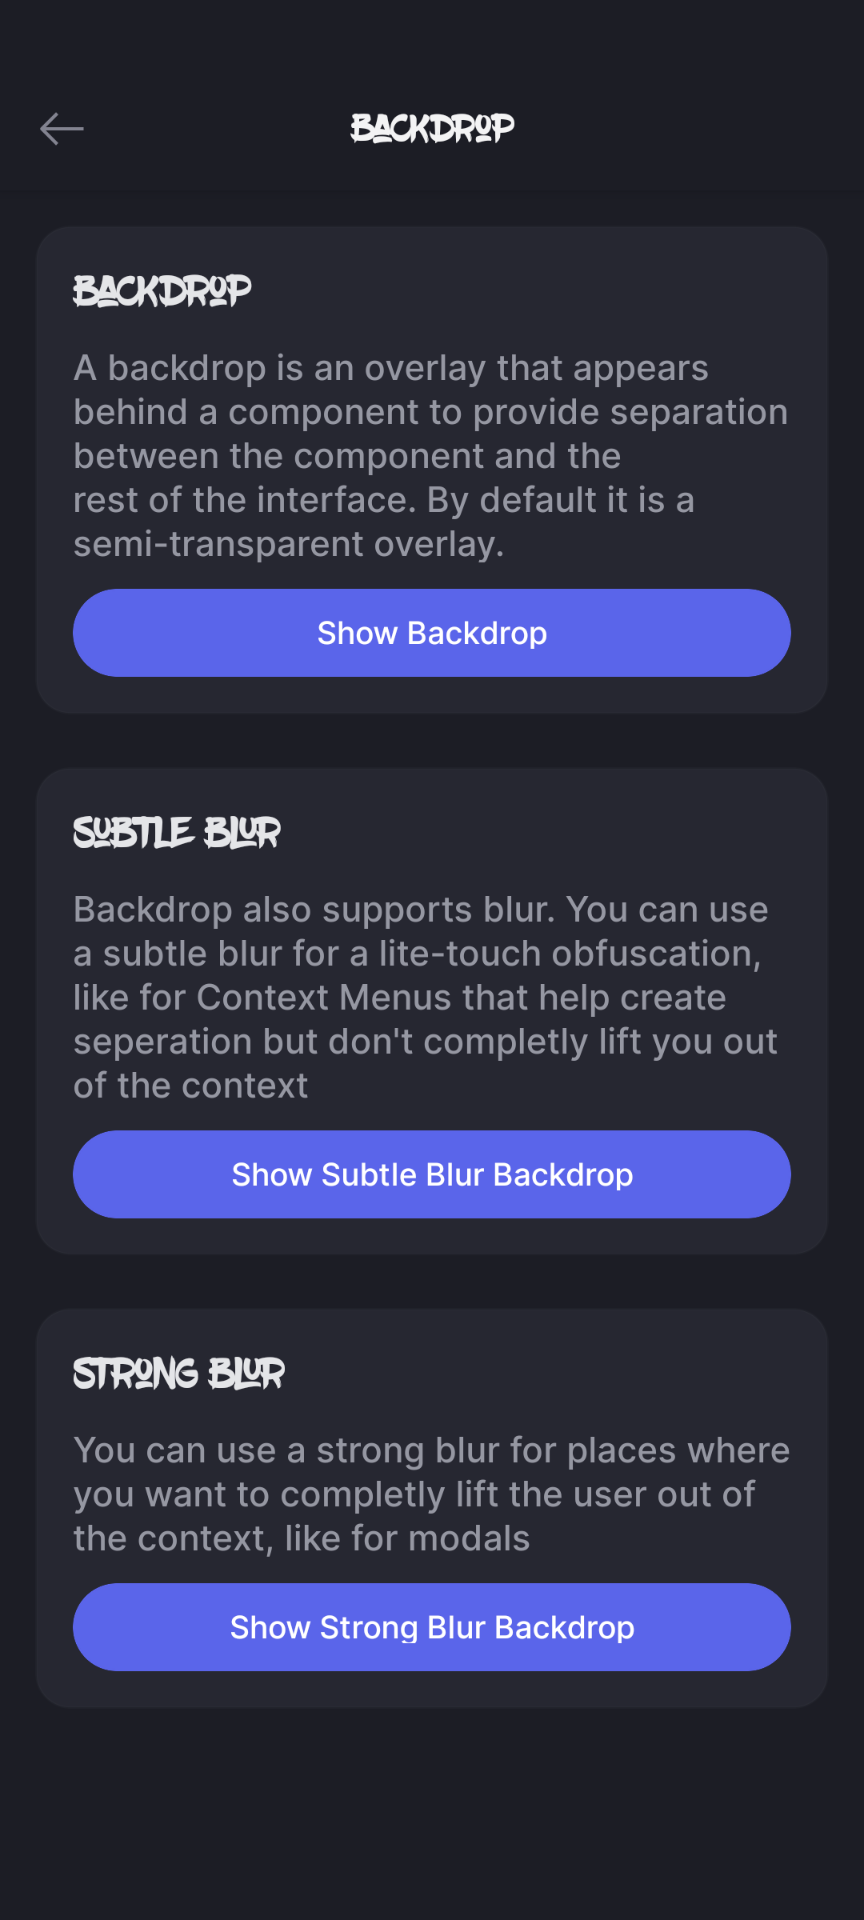 BACKDROP
BACKDROP
A backdrop is an overlay that appears
behind a component to provide separation
between the component and the
rest of the interface. By default it is a
semi-transparent overlay.
Show Backdrop
SUBTLE BLUR
Backdrop also supports blur. You can use
a subtle blur for a lite-touch obfuscation,
like for Context Menus that help create
seperation but don't completly lift you out
of the context
Show Subtle Blur Backdrop
STRONG BLUR
You can use a strong blur for places where
you want to completly lift the user out of
the context, like for modals
Show Strong Blur Backdrop